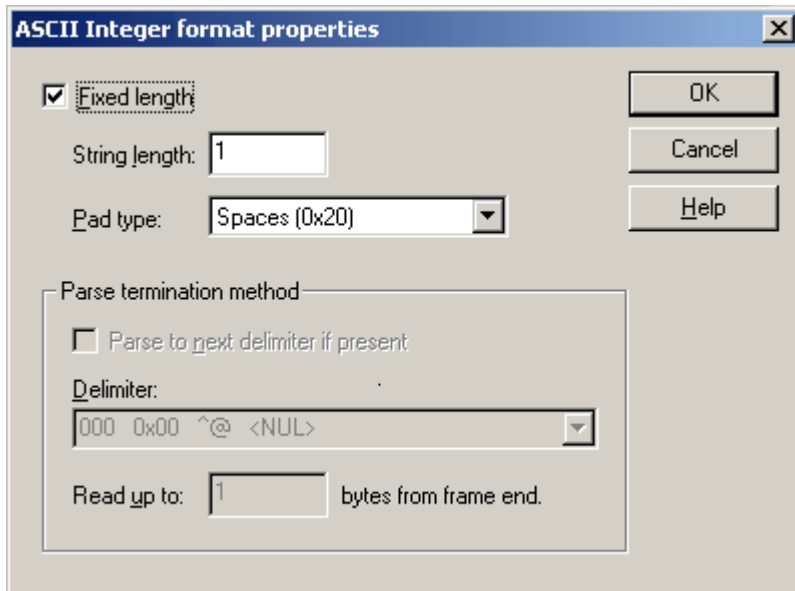 ASCII Integer format properties
Fixed length
OK
String length: 1
Cancel
Pad type: Spaces (0x20)
Help
Parse termination method
Parse to next delimiter if present
Delimiter:
000 0x00 ^@ <NUL>
Read up to: 1 bytes from frame end.